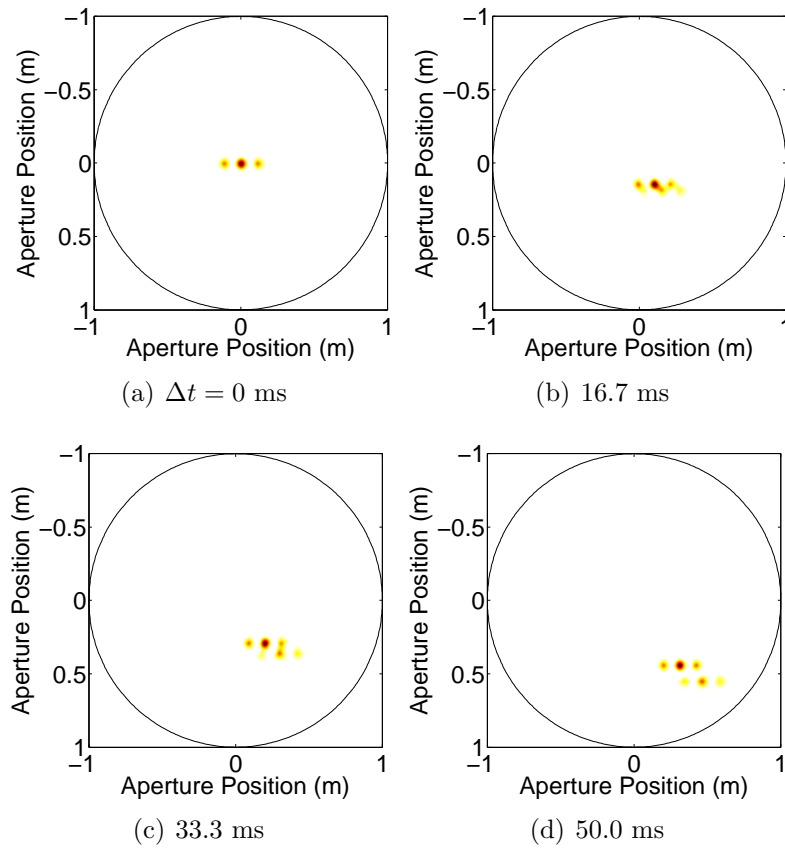 −1
−0.5
0
0.5
1
−1 0 1
Aperture Position (m)
Aperture Position (m)
(a) Δt = 0 ms
−1
−0.5
0
0.5
1
−1 0 1
Aperture Position (m)
Aperture Position (m)
(b) 16.7 ms
−1
−0.5
0
0.5
1
−1 0 1
Aperture Position (m)
Aperture Position (m)
(c) 33.3 ms
−1
−0.5
0
0.5
1
−1 0 1
Aperture Position (m)
Aperture Position (m)
(d) 50.0 ms